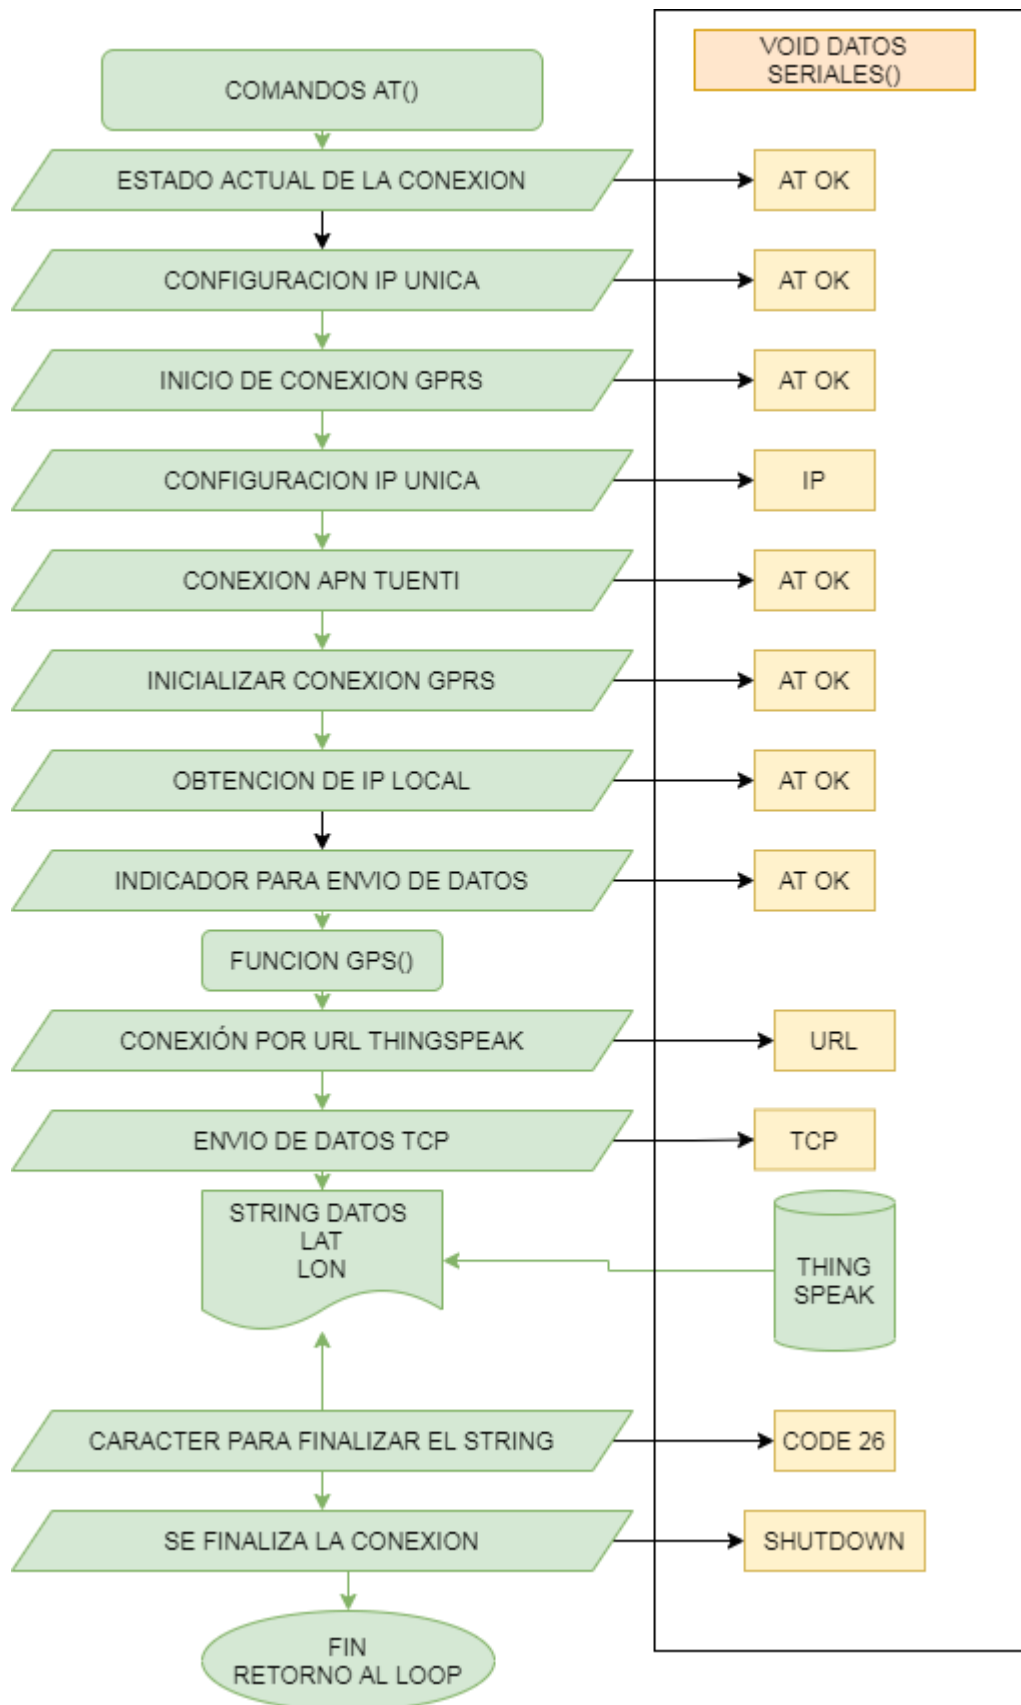 VOID DATOS
SERIALES()
COMANDOS AT()
ESTADO ACTUAL DE LA CONEXION
AT OK
CONFIGURACION IP UNICA
AT OK
INICIO DE CONEXION GPRS
AT OK
CONFIGURACION IP UNICA
IP
CONEXION APN TUENTI
AT OK
INICIALIZAR CONEXION GPRS
AT OK
OBTENCION DE IP LOCAL
AT OK
INDICADOR PARA ENVIO DE DATOS
AT OK
FUNCION GPS()
CONEXIÓN POR URL THINGSPEAK
URL
ENVIO DE DATOS TCP
TCP
STRING DATOS
LAT
LON
THING
SPEAK
CARACTER PARA FINALIZAR EL STRING
CODE 26
SE FINALIZA LA CONEXION
SHUTDOWN
FIN
RETORNO AL LOOP